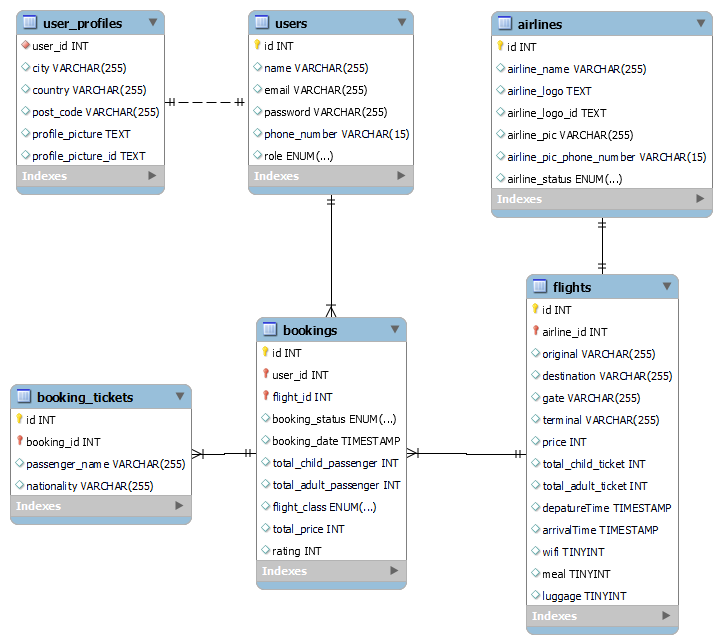 user_profiles
user_id INT
city VARCHAR(255)
country VARCHAR(255)
post_code VARCHAR(255)
profile_picture TEXT
profile_picture_id TEXT
Indexes
users
id INT
name VARCHAR(255)
email VARCHAR(255)
password VARCHAR(255)
phone_number VARCHAR(15)
role ENUM(...)
Indexes
airlines
id INT
airline_name VARCHAR(255)
airline_logo TEXT
airline_logo_id TEXT
airline_pic VARCHAR(255)
airline_pic_phone_number VARCHAR(15)
airline_status ENUM(...)
Indexes
booking_tickets
id INT
booking_id INT
passenger_name VARCHAR(255)
nationality VARCHAR(255)
Indexes
bookings
id INT
user_id INT
flight_id INT
booking_status ENUM(...)
booking_date TIMESTAMP
total_child_passenger INT
total_adult_passenger INT
flight_class ENUM(...)
total_price INT
rating INT
Indexes
flights
id INT
airline_id INT
original VARCHAR(255)
destination VARCHAR(255)
gate VARCHAR(255)
terminal VARCHAR(255)
price INT
total_child_ticket INT
total_adult_ticket INT
depatureTime TIMESTAMP
arrivalTime TIMESTAMP
wifi TINYINT
meal TINYINT
luggage TINYINT
Indexes